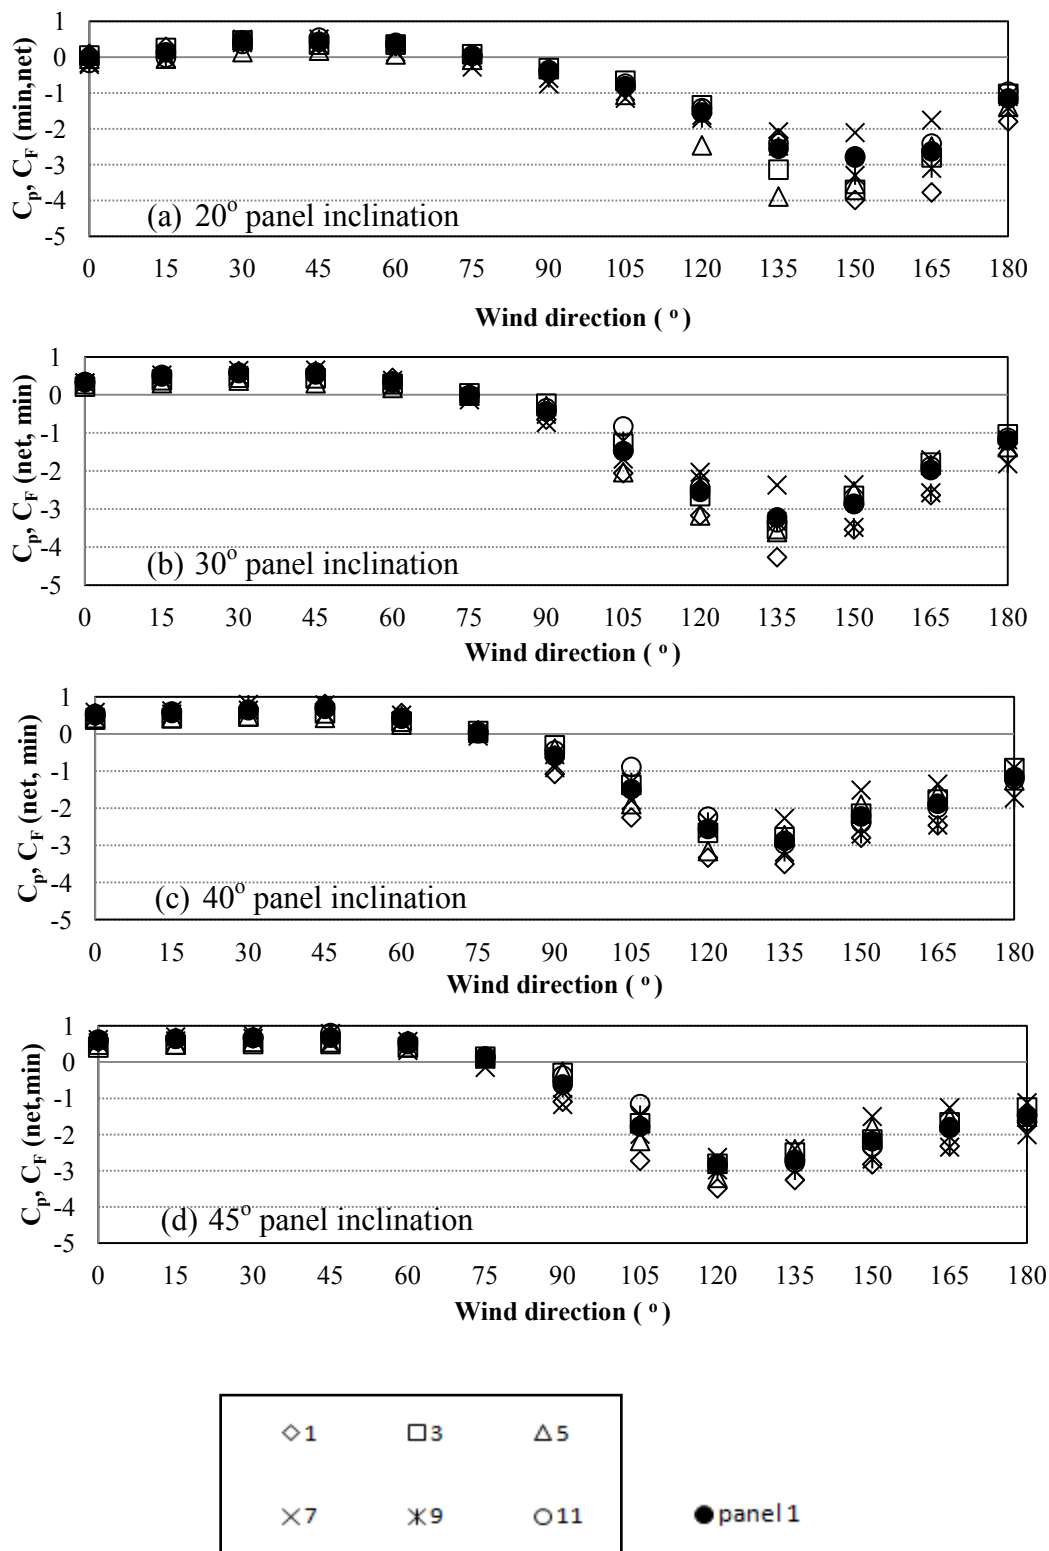 1
0
-1
-2
-3
-4
-5
Cp, CF (min,net)
(a) 20o panel inclination
0 15 30 45 60 75 90 105 120 135 150 165 180
Wind direction ( o )
1
0
-1
-2
-3
-4
-5
Cp, CF (net, min)
(b) 30o panel inclination
0 15 30 45 60 75 90 105 120 135 150 165 180
Wind direction ( o )
1
0
-1
-2
-3
-4
-5
Cp, CF (net, min)
(c) 40o panel inclination
0 15 30 45 60 75 90 105 120 135 150 165 180
Wind direction ( o )
1
0
-1
-2
-3
-4
-5
Cp, CF (net,min)
(d) 45o panel inclination
0 15 30 45 60 75 90 105 120 135 150 165 180
Wind direction ( o )
1 3 5
7 9 11 panel 1